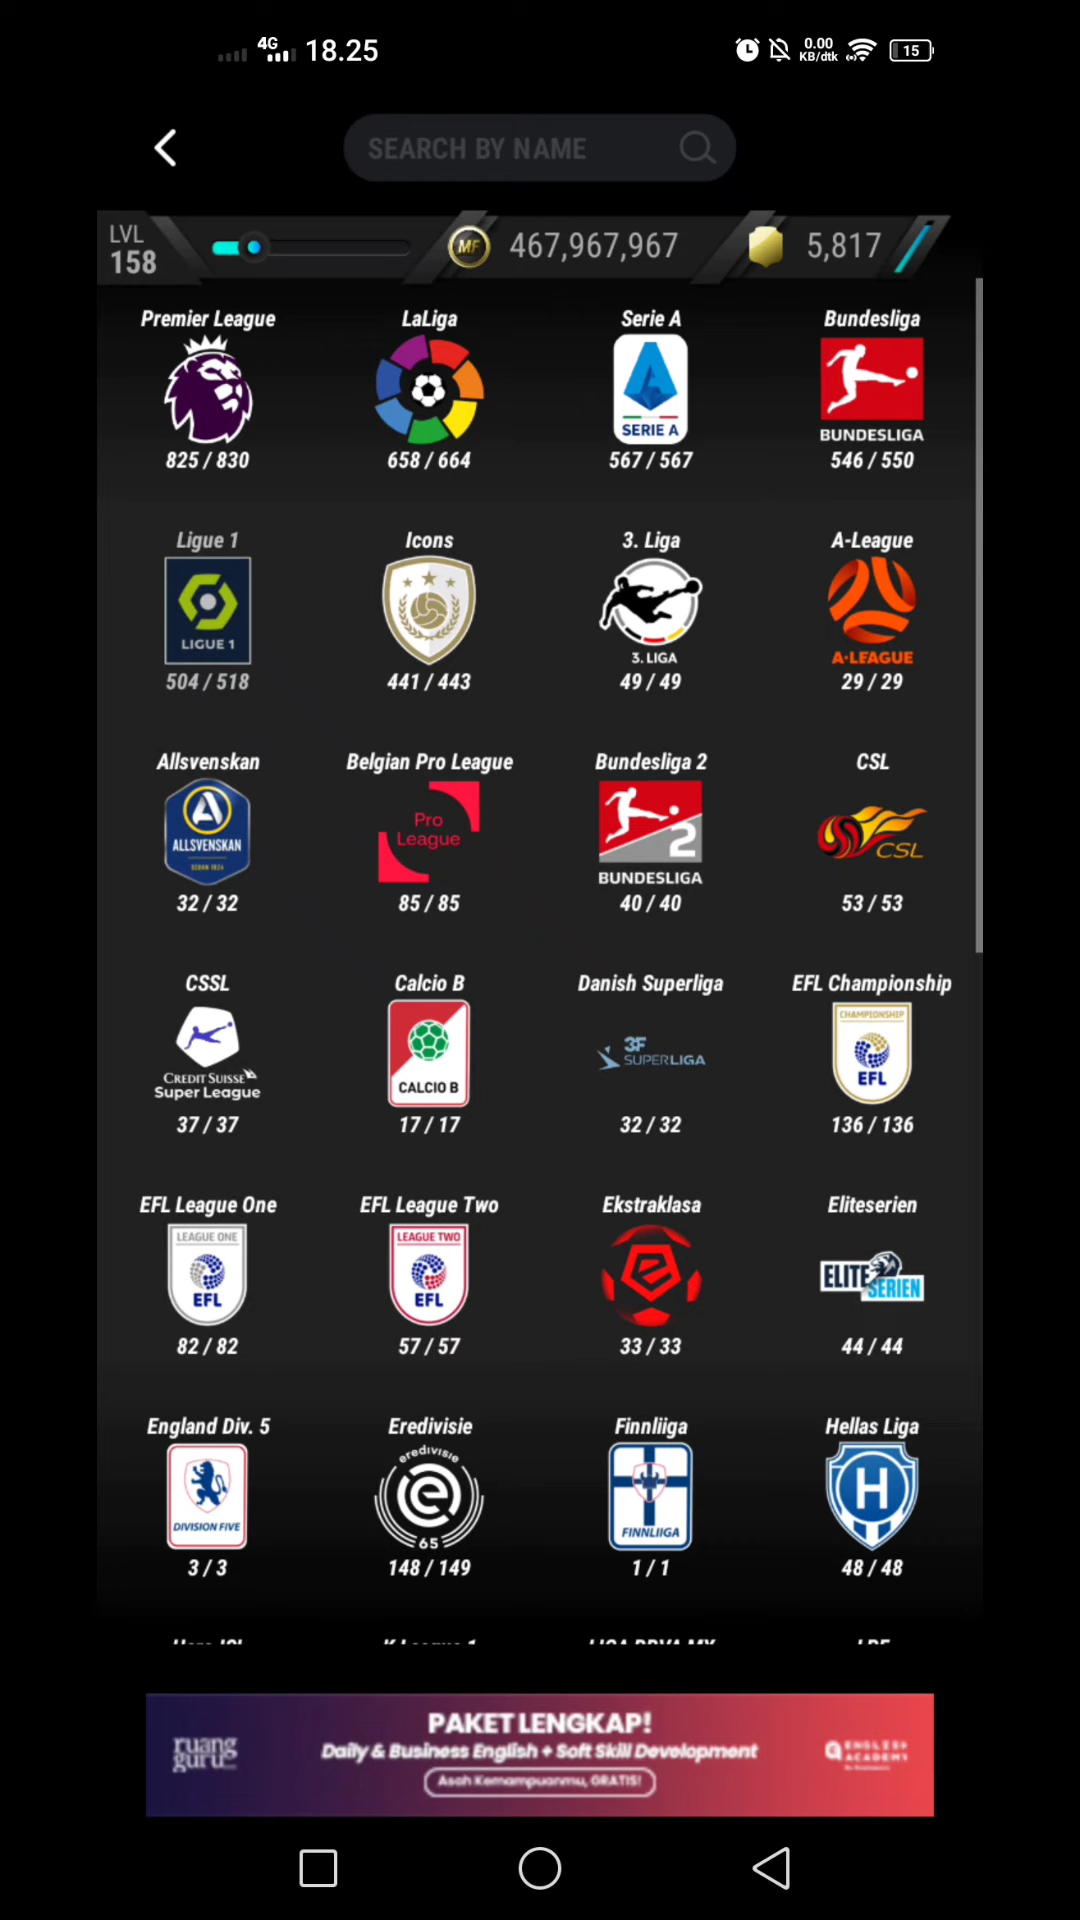 4G 18.25 0.00 KB/dtk 15
SEARCH BY NAME
LVL 158 MF 467,967,967 5,817
Premier League LaLiga Serie A Bundesliga
SERIE A BUNDESLIGA
825 / 830 658 / 664 567 / 567 546 / 550
Ligue 1 Icons 3. Liga A-League
LIGUE 1 3. LIGA A-LEAGUE
504 / 518 441 / 443 49 / 49 29 / 29
Allsvenskan Belgian Pro League Bundesliga 2 CSL
ALLSVENSKAN Pro League 2 BUNDESLIGA CSL
32 / 32 85 / 85 40 / 40 53 / 53
CSSL Calcio B Danish Superliga EFL Championship
CREDIT SUISSE Super League CALCIO B 3F SUPERLIGA CHAMPIONSHIP EFL
37 / 37 17 / 17 32 / 32 136 / 136
EFL League One EFL League Two Ekstraklasa Eliteserien
LEAGUE ONE EFL LEAGUE TWO EFL ELITE SERIEN
82 / 82 57 / 57 33 / 33 44 / 44
England Div. 5 Eredivisie Finnliiga Hellas Liga
DIVISION FIVE eredivisie 65 FINNLIIGA H
3 / 3 148 / 149 1 / 1 48 / 48
ruang guru PAKET LENGKAP! ENGLISH ACADEMY
Daily & Business English + Soft Skill Development
Asah Kemampuanmu, GRATIS!